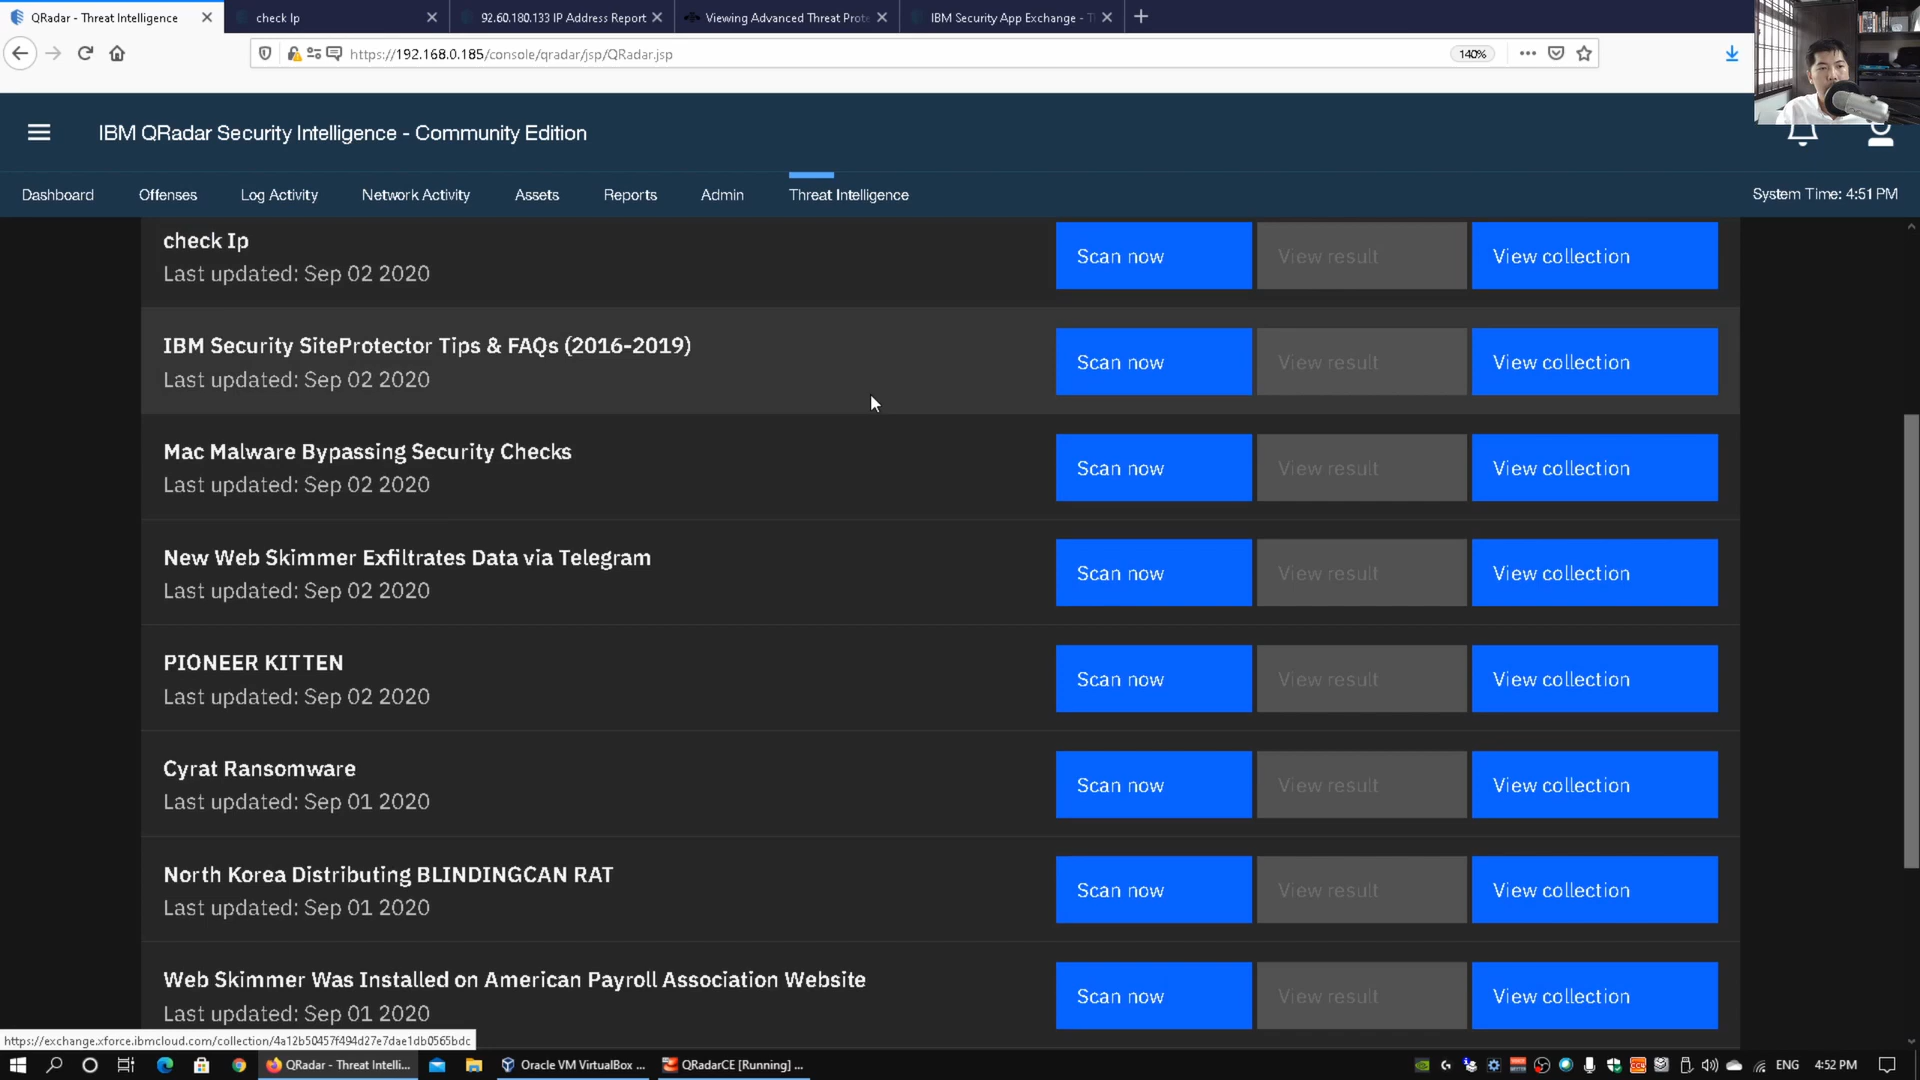 QRadar - Threat Intelligence
check Ip
92.60.180.133 IP Address Report
Viewing Advanced Threat Prote
IBM Security App Exchange - T
https://192.168.0.185/console/qradar/jsp/QRadar.jsp
140%
IBM QRadar Security Intelligence - Community Edition
Dashboard
Offenses
Log Activity
Network Activity
Assets
Reports
Admin
Threat Intelligence
System Time: 4:51 PM
check Ip
Last updated: Sep 02 2020
Scan now
View result
View collection
IBM Security SiteProtector Tips & FAQs (2016-2019)
Last updated: Sep 02 2020
Scan now
View result
View collection
Mac Malware Bypassing Security Checks
Last updated: Sep 02 2020
Scan now
View result
View collection
New Web Skimmer Exfiltrates Data via Telegram
Last updated: Sep 02 2020
Scan now
View result
View collection
PIONEER KITTEN
Last updated: Sep 02 2020
Scan now
View result
View collection
Cyrat Ransomware
Last updated: Sep 01 2020
Scan now
View result
View collection
North Korea Distributing BLINDINGCAN RAT
Last updated: Sep 01 2020
Scan now
View result
View collection
Web Skimmer Was Installed on American Payroll Association Website
Last updated: Sep 01 2020
Scan now
View result
View collection
https://exchange.xforce.ibmcloud.com/collection/4a12b50457f494d27e7dae1db0565bdc
QRadar - Threat Intelli...
Oracle VM VirtualBox ...
QRadarCE [Running] ...
ENG
4:52 PM